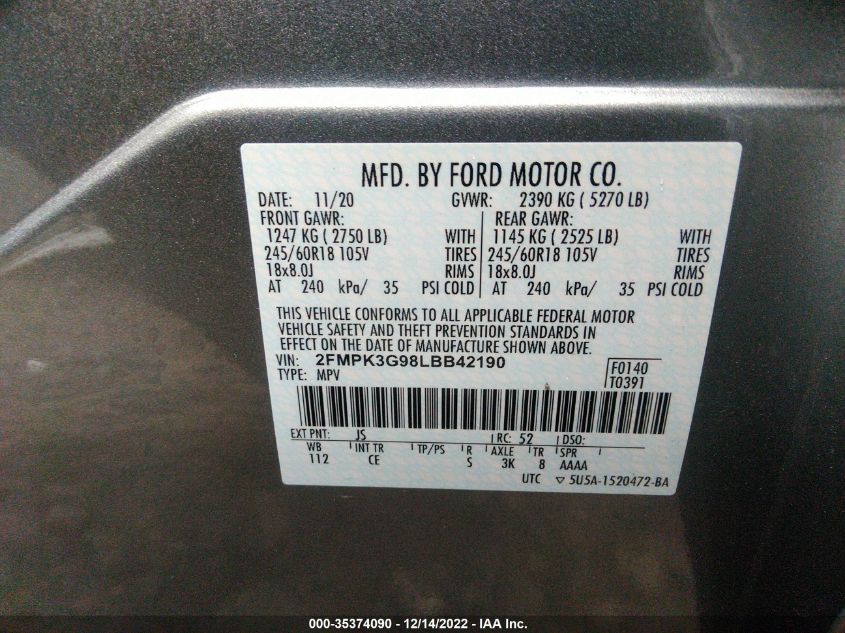 MFD. BY FORD MOTOR CO.
DATE: 11/20 GVWR: 2390 KG ( 5270 LB)
FRONT GAWR: REAR GAWR:
1247 KG ( 2750 LB) WITH 1145 KG ( 2525 LB) WITH
245/60R18 105V TIRES 245/60R18 105V TIRES
18x8.0J RIMS 18x8.0J RIMS
AT 240 kPa/ 35 PSI COLD AT 240 kPa/ 35 PSI COLD
THIS VEHICLE CONFORMS TO ALL APPLICABLE FEDERAL MOTOR
VEHICLE SAFETY AND THEFT PREVENTION STANDARDS IN
EFFECT ON THE DATE OF MANUFACTURE SHOWN ABOVE.
VIN: 2FMPK3G98LBB42190 F0140
TYPE: MPV T0391
EXT PNT: JS RC: 52 DSO:
WB INT TR TP/PS R AXLE TR SPR
112 CE S 3K 8 AAAA
UTC ▽ 5U5A-1520472-BA
000-35374090 - 12/14/2022 - IAA Inc.